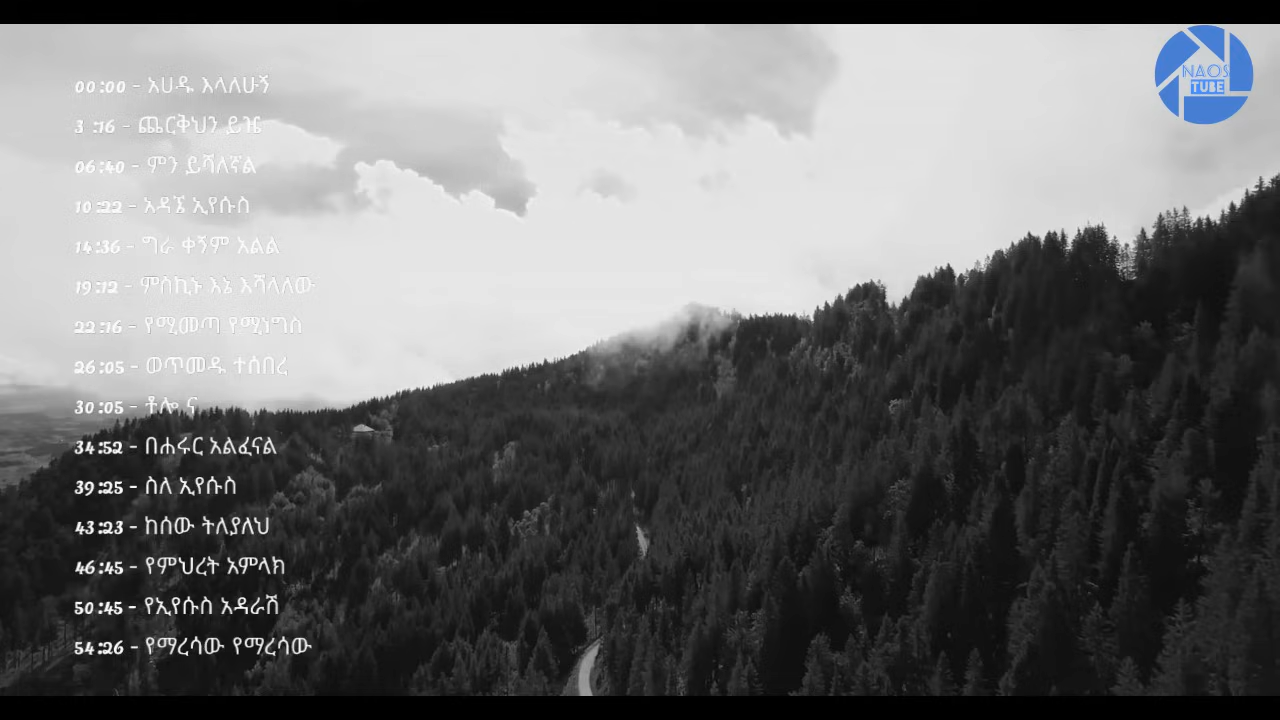 NAOS
TUBE
00:00 - አሀዱ እላለሁኝ
3 :16 - ጨርቅህን ይዤ
06:40 - ምን ይሻለኛል
10:22 - አዳኜ ኢየሱስ
14:36 - ግራ ቀኝም አልል
19:12 - ምስኪኑ እኔ እሻላለው
22:16 - የሚመጣ የሚነግስ
26:05 - ወጥመዱ ተሰበረ
30:05 - ቶሎ ና
34:52 - በሐሩር አልፈናል
39:25 - ስለ ኢየሱስ
43:23 - ከሰው ትለያለህ
46:45 - የምህረት አምላክ
50:45 - የኢየሱስ አዳራሽ
54:26 - የማረሳው የማረሳው